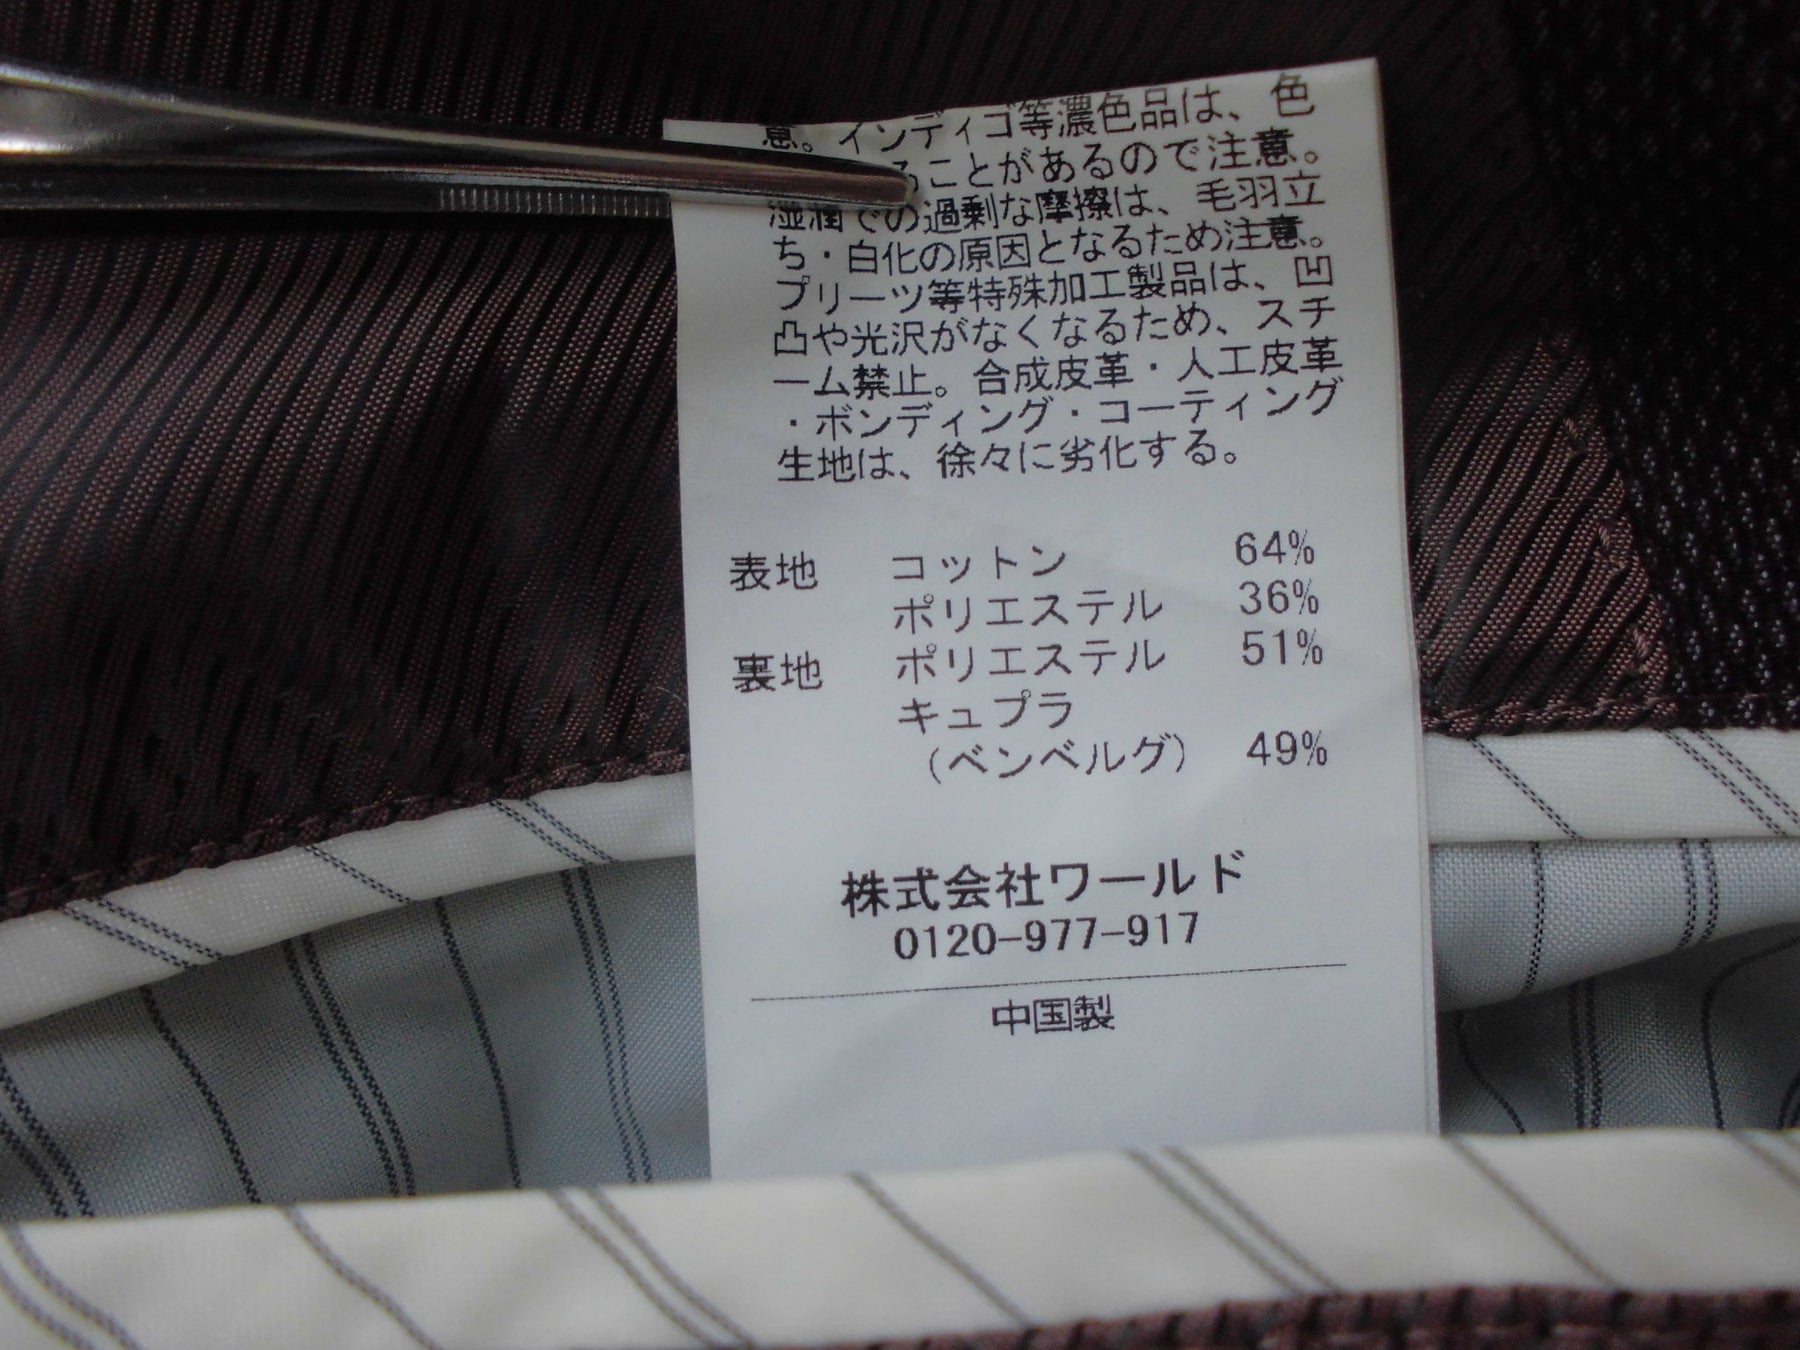 意。インディゴ等濃色品は、色
ることがあるので注意。
湿潤での過剰な摩擦は、毛羽立
ち・白化の原因となるため注意。
プリーツ等特殊加工製品は、凹
凸や光沢がなくなるため、スチ
ーム禁止。合成皮革・人工皮革
・ボンディング・コーティング
生地は、徐々に劣化する。
表地 コットン 64%
ポリエステル 36%
裏地 ポリエステル 51%
キュプラ
(ベンベルグ) 49%
株式会社ワールド
0120-977-917
中国製